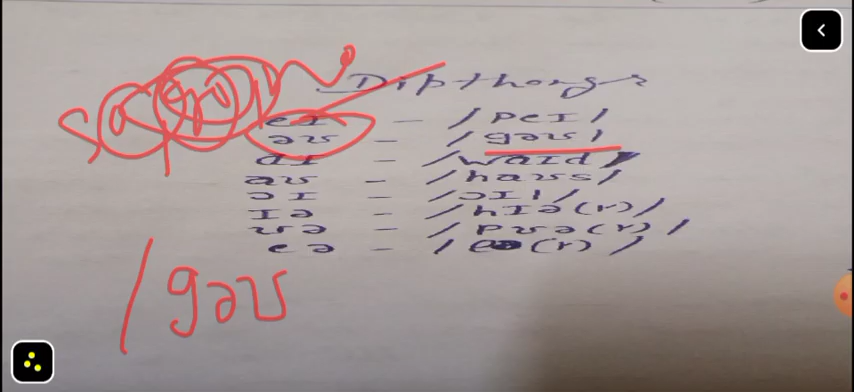 Dipthongs
eɪ – /peɪ/
əʊ – /gəʊ/
aɪ – /waɪd/
aʊ – /haʊs/
ɔɪ – /ɔɪl/
ɪə – /hɪə(r)/
ʊə – /pʊə(r)/
eə – /(r)/
/gəʊ